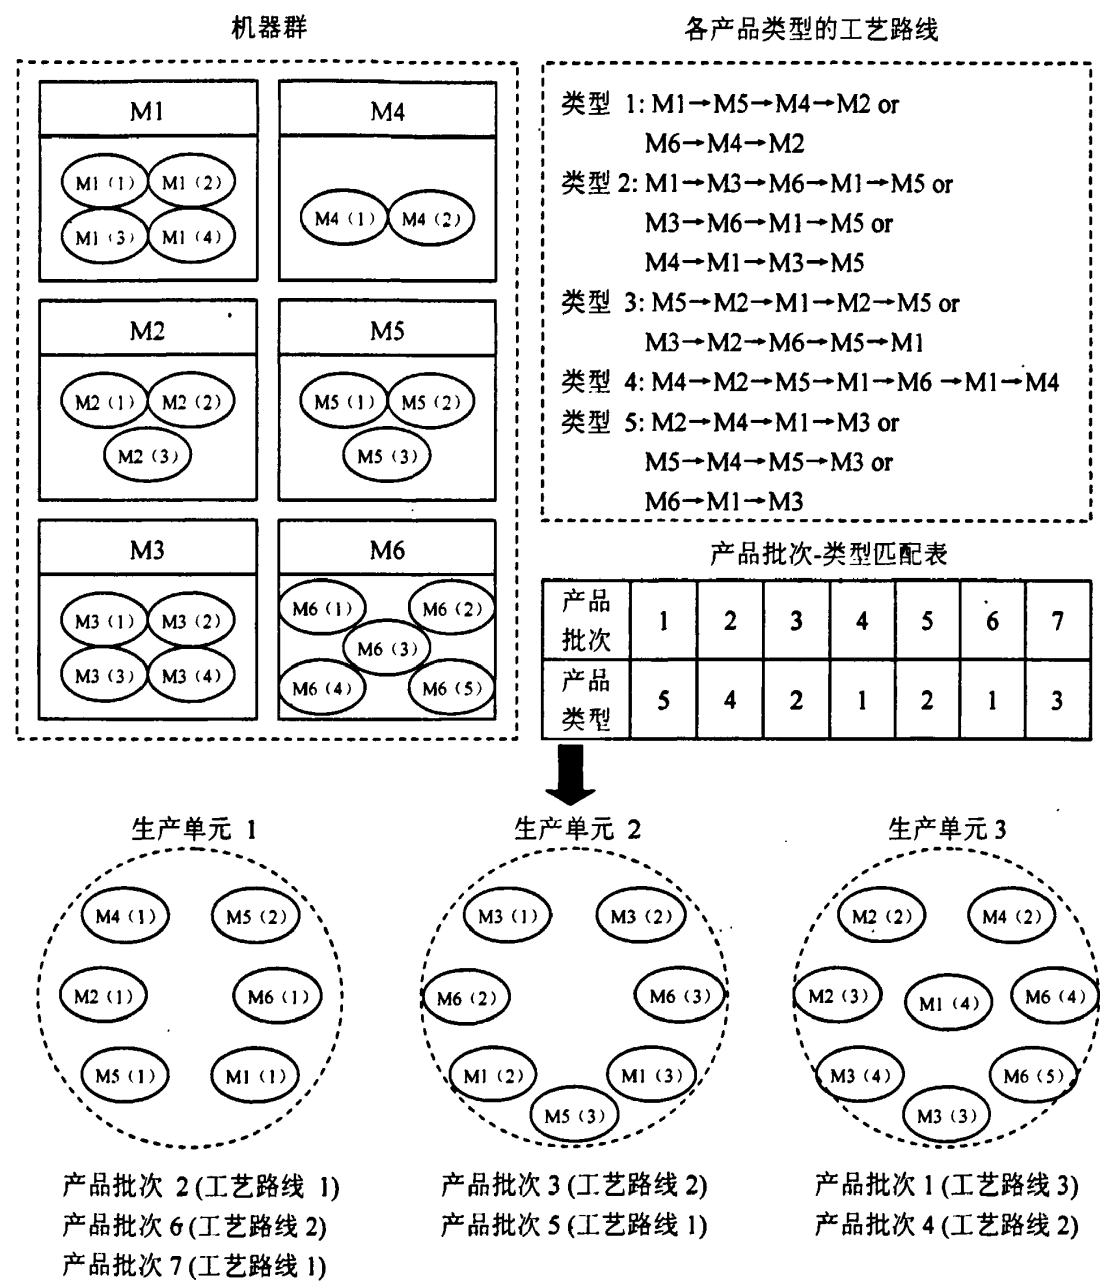 机器群
M1
M1（1） M1（2）
M1（3） M1（4）
M4
M4（1） M4（2）
M2
M2（1） M2（2）
M2（3）
M5
M5（1） M5（2）
M5（3）
M3
M3（1） M3（2）
M3（3） M3（4）
M6
M6（1） M6（2）
M6（3）
M6（4） M6（5）
各产品类型的工艺路线
类型 1: M1→M5→M4→M2 or
M6→M4→M2
类型 2: M1→M3→M6→M1→M5 or
M3→M6→M1→M5 or
M4→M1→M3→M5
类型 3: M5→M2→M1→M2→M5 or
M3→M2→M6→M5→M1
类型 4: M4→M2→M5→M1→M6→M1→M4
类型 5: M2→M4→M1→M3 or
M5→M4→M5→M3 or
M6→M1→M3
产品批次-类型匹配表
产品批次 1 2 3 4 5 6 7
产品类型 5 4 2 1 2 1 3
生产单元 1
M4（1） M5（2）
M2（1） M6（1）
M5（1） M1（1）
产品批次 2 (工艺路线 1)
产品批次 6 (工艺路线 2)
产品批次 7 (工艺路线 1)
生产单元 2
M3（1） M3（2）
M6（2） M6（3）
M1（2） M1（3）
M5（3）
产品批次 3 (工艺路线 2)
产品批次 5 (工艺路线 1)
生产单元 3
M2（2） M4（2）
M2（3） M1（4） M6（4）
M3（4） M6（5）
M3（3）
产品批次 1 (工艺路线 3)
产品批次 4 (工艺路线 2)